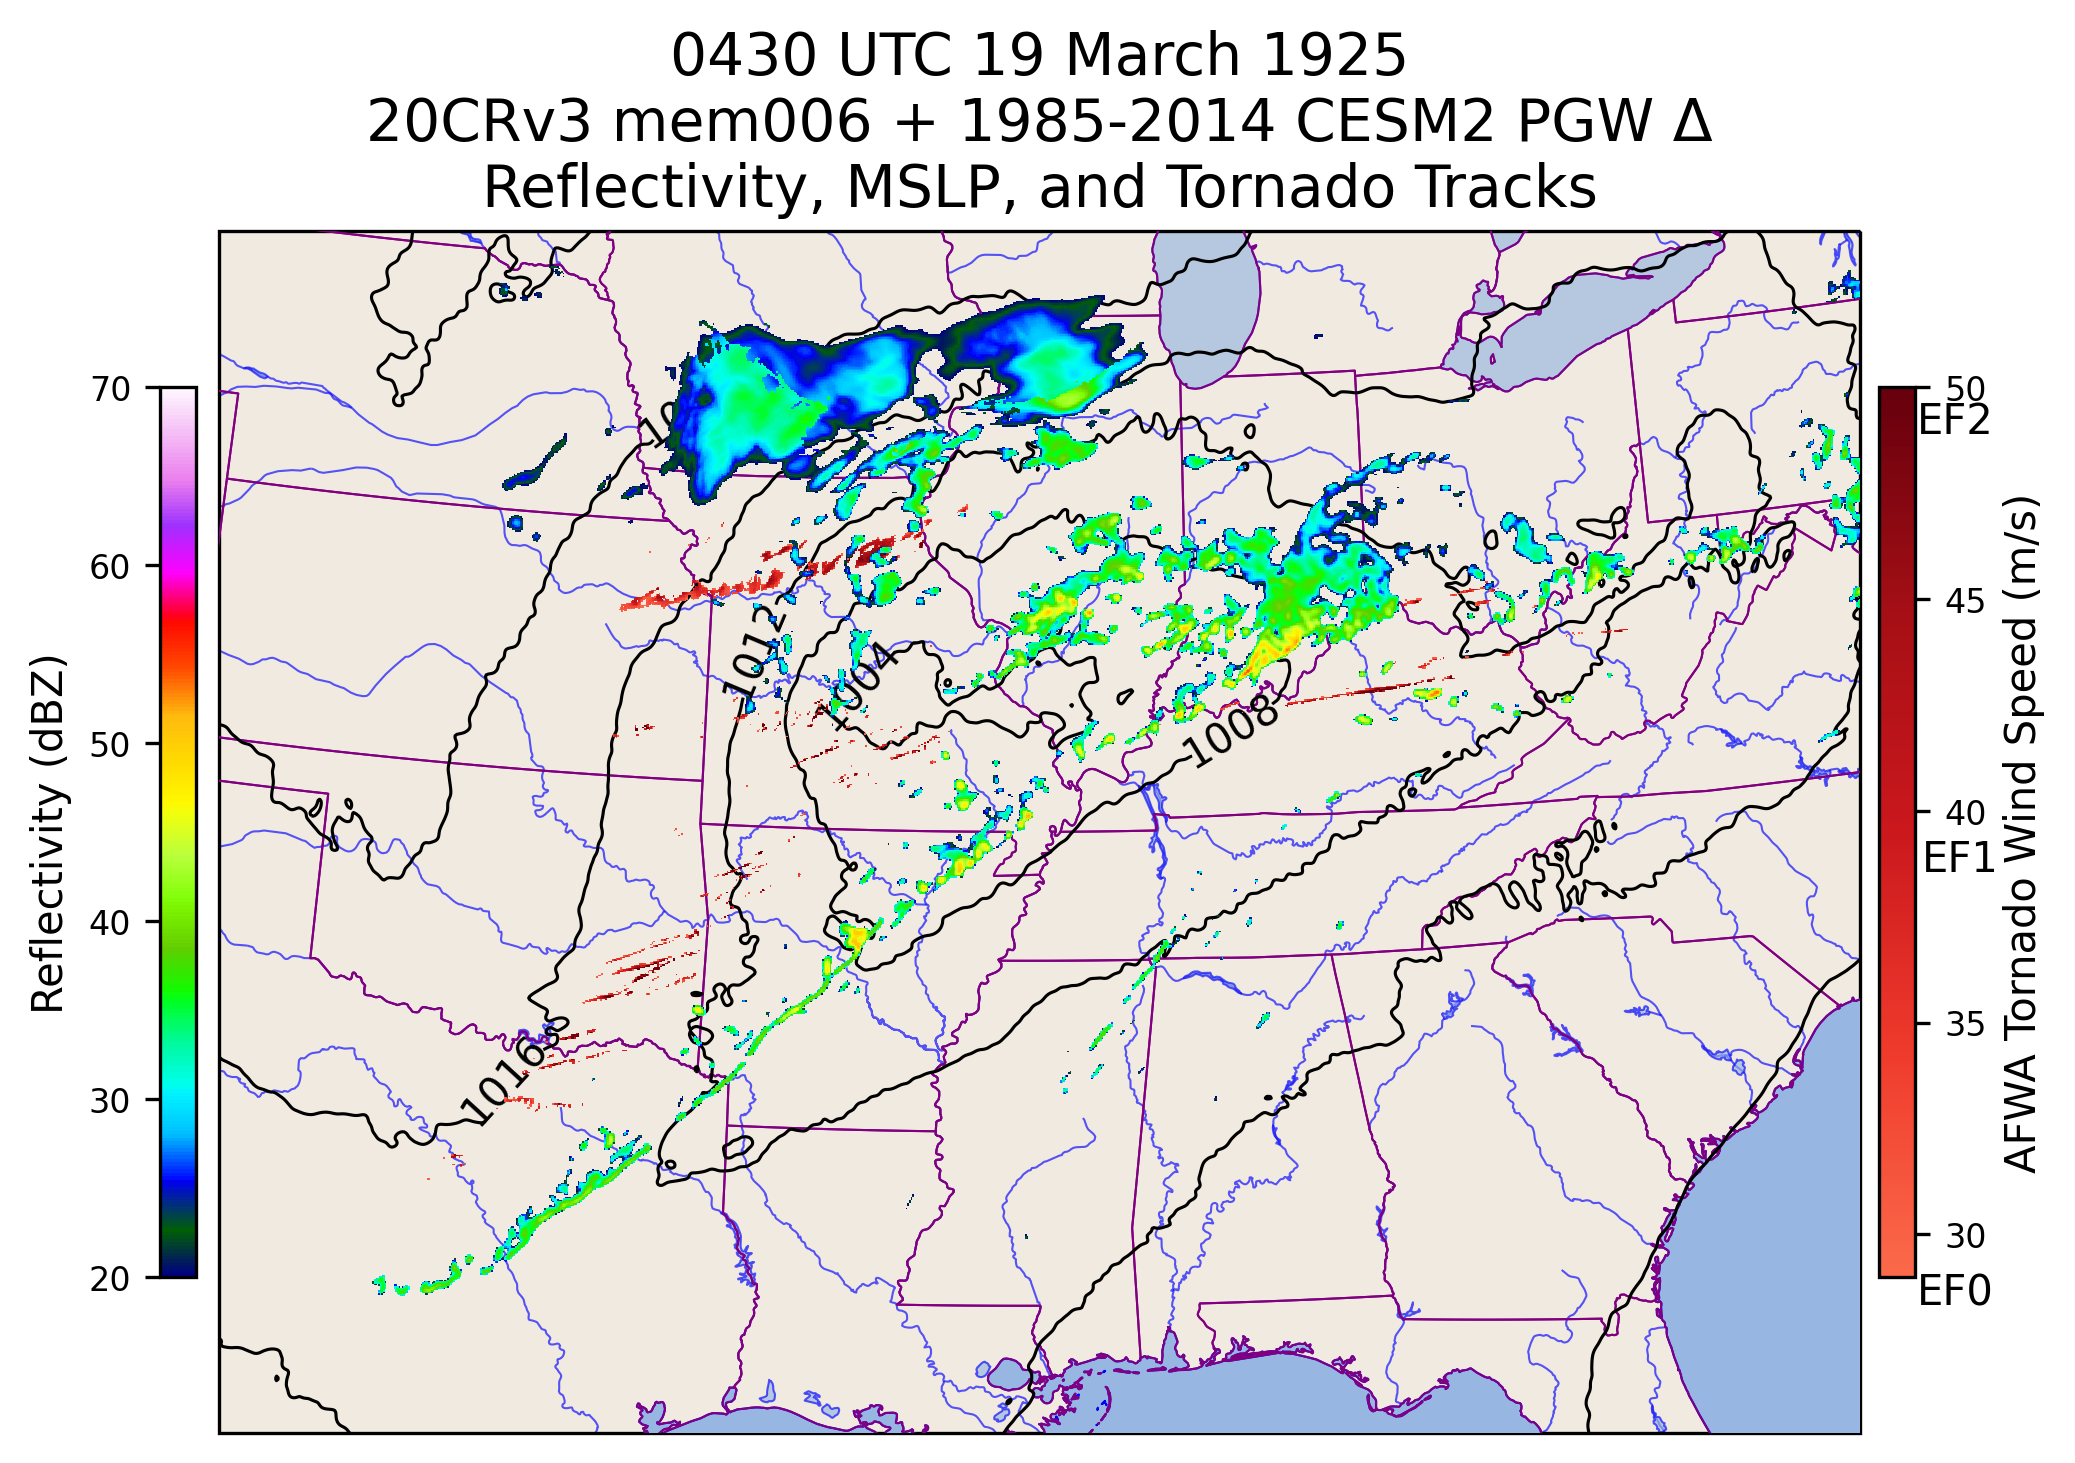 0430 UTC 19 March 1925
20CRv3 mem006 + 1985-2014 CESM2 PGW Δ
Reflectivity, MSLP, and Tornado Tracks
Reflectivity (dBZ)
70
60
50
40
30
20
1012
1004
1008
1016
50
EF2
45
40
EF1
35
30
EF0
AFWA Tornado Wind Speed (m/s)